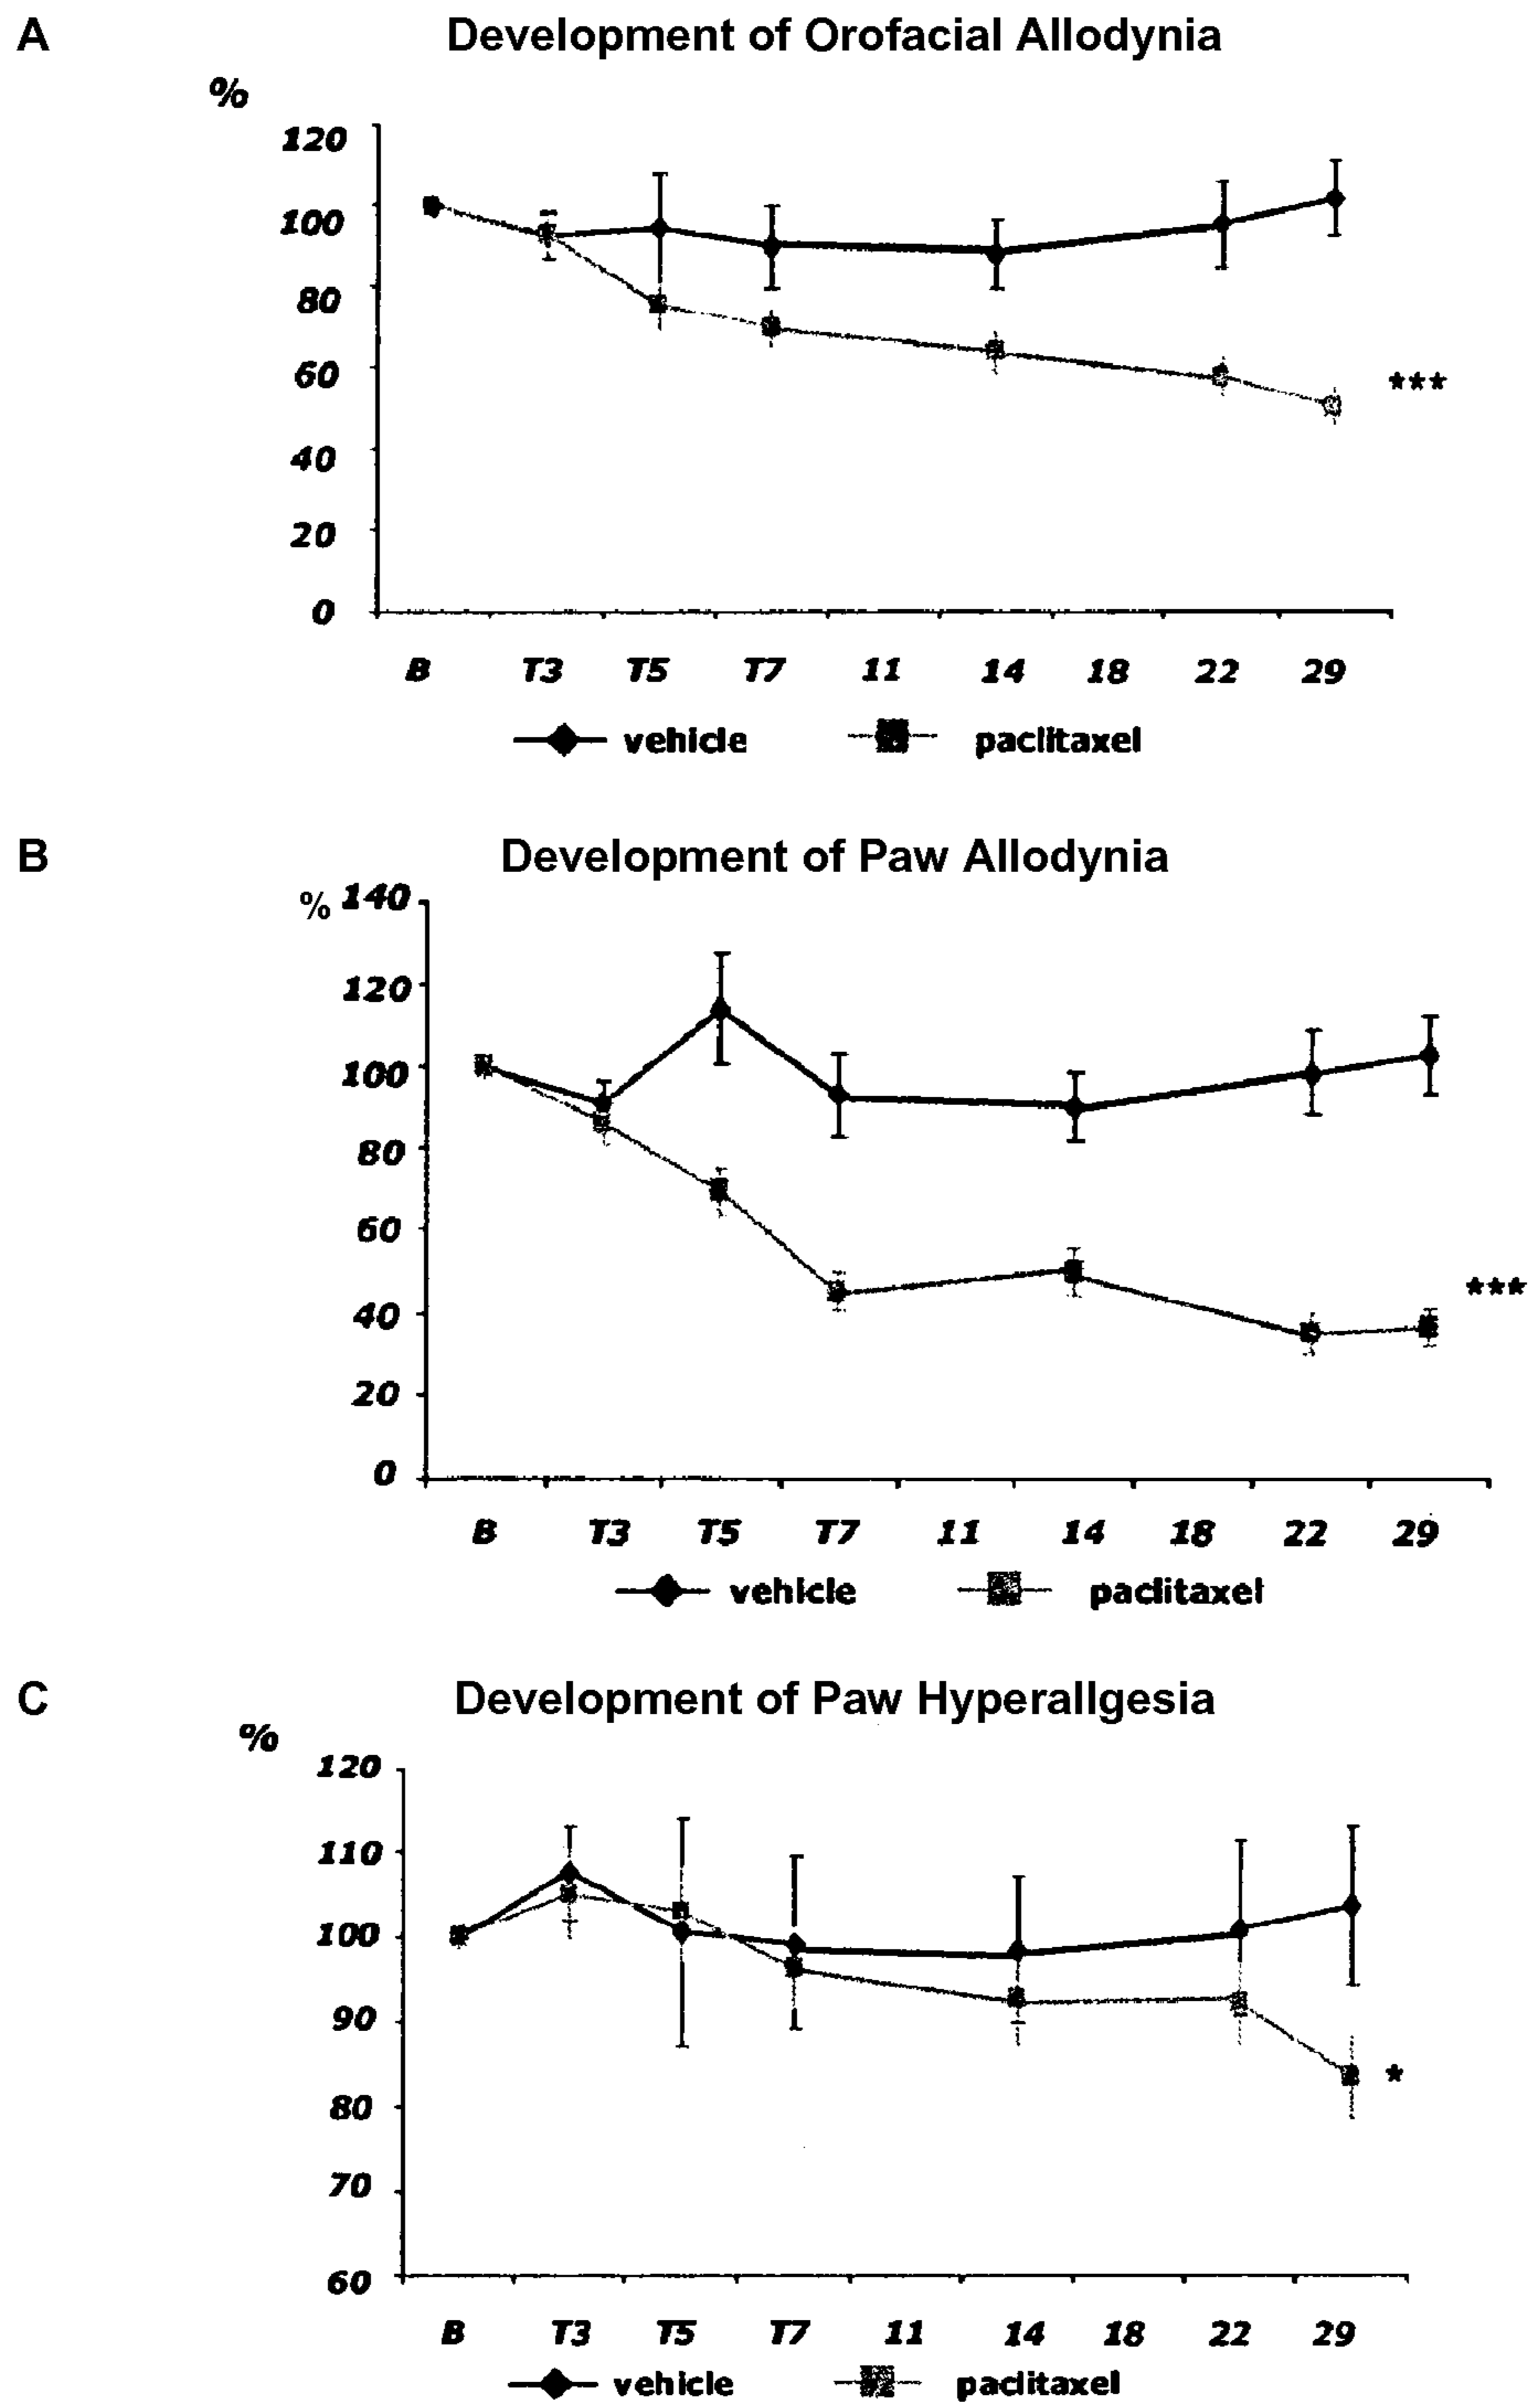 A
Development of Orofacial Allodynia
%
120
100
80
60
40
20
0
B T3 T5 T7 11 14 18 22 29
***
vehicle paclitaxel
B
Development of Paw Allodynia
% 140
120
100
80
60
40
20
0
B T3 T5 T7 11 14 18 22 29
***
vehicle paclitaxel
C
Development of Paw Hyperallgesia
%
120
110
100
90
80
70
60
B T3 T5 T7 11 14 18 22 29
*
vehicle paclitaxel